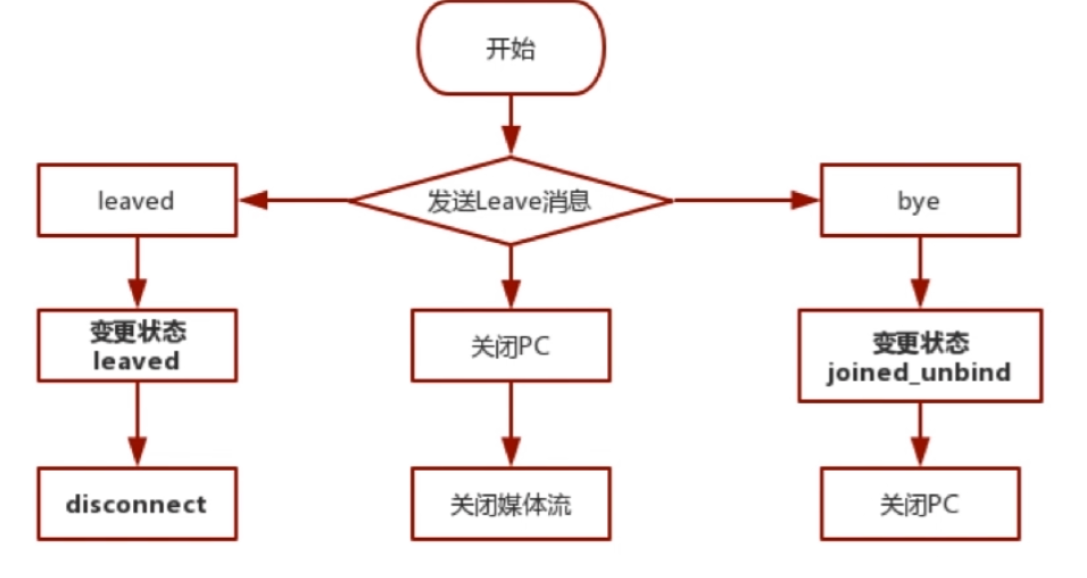 开始
leaved
发送Leave消息
bye
变更状态
leaved
关闭PC
变更状态
joined_unbind
disconnect
关闭媒体流
关闭PC